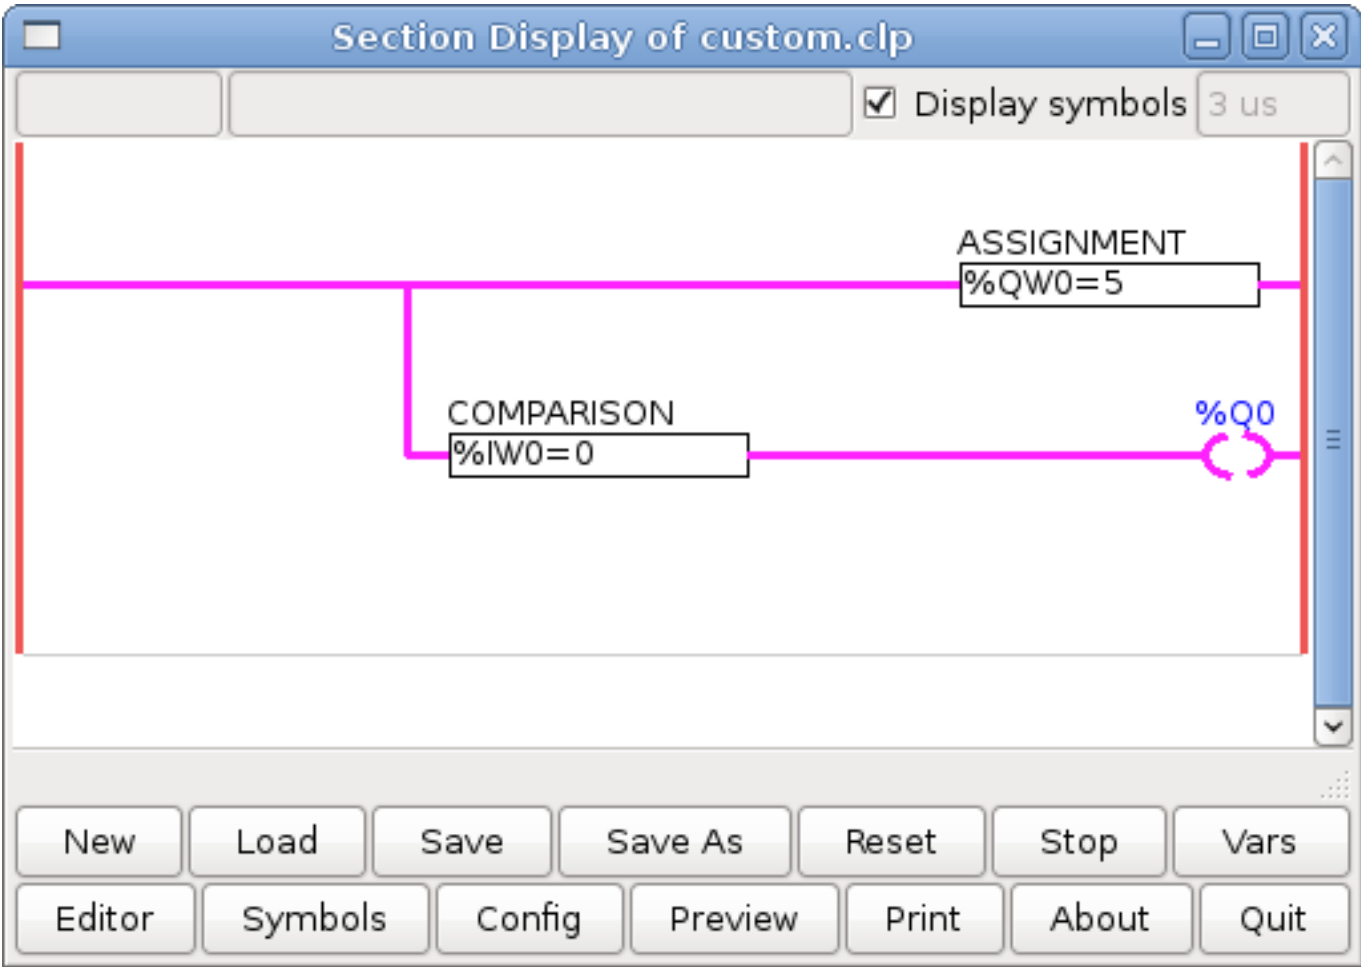 Section Display of custom.clp
Display symbols 3 us
ASSIGNMENT
%QW0=5
COMPARISON %Q0
%IW0=0
New Load Save Save As Reset Stop Vars
Editor Symbols Config Preview Print About Quit